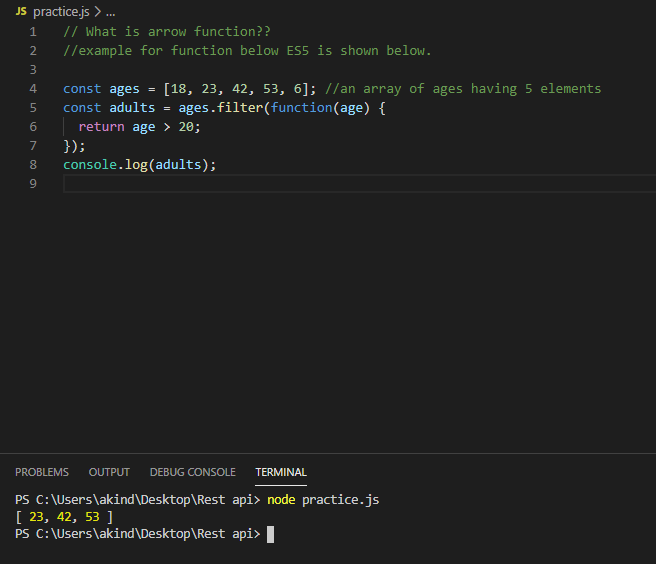 JS practice.js > ...
1 // What is arrow function??
2 //example for function below ES5 is shown below.
3
4 const ages = [18, 23, 42, 53, 6]; //an array of ages having 5 elements
5 const adults = ages.filter(function(age) {
6   return age > 20;
7 });
8 console.log(adults);
9
PROBLEMS OUTPUT DEBUG CONSOLE TERMINAL
PS C:\Users\akind\Desktop\Rest api> node practice.js
[ 23, 42, 53 ]
PS C:\Users\akind\Desktop\Rest api>